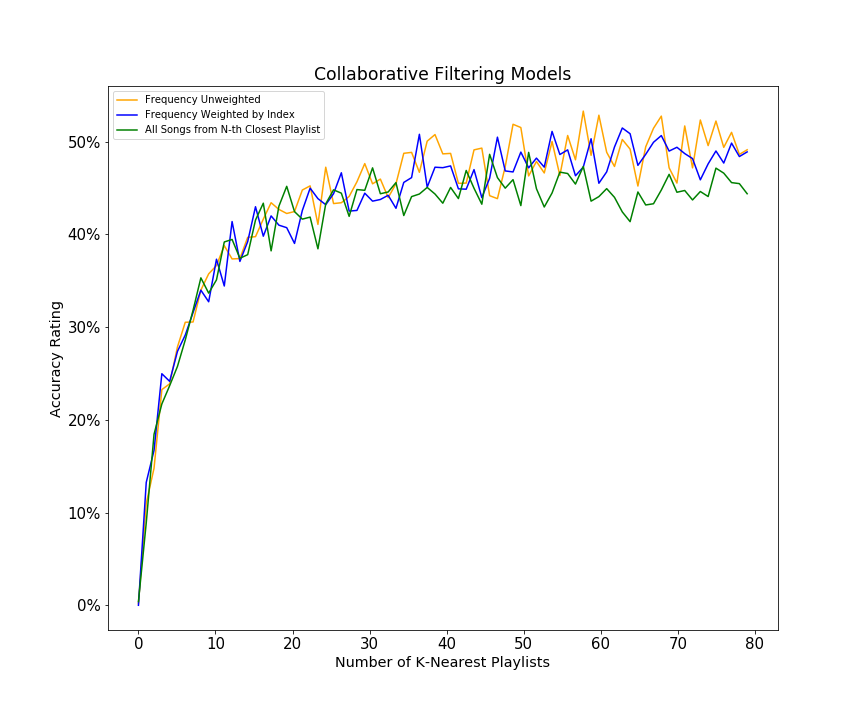 Collaborative Filtering Models
Frequency Unweighted
Frequency Weighted by Index
All Songs from N-th Closest Playlist
50%
40%
30%
20%
10%
0%
Accuracy Rating
0 10 20 30 40 50 60 70 80
Number of K-Nearest Playlists